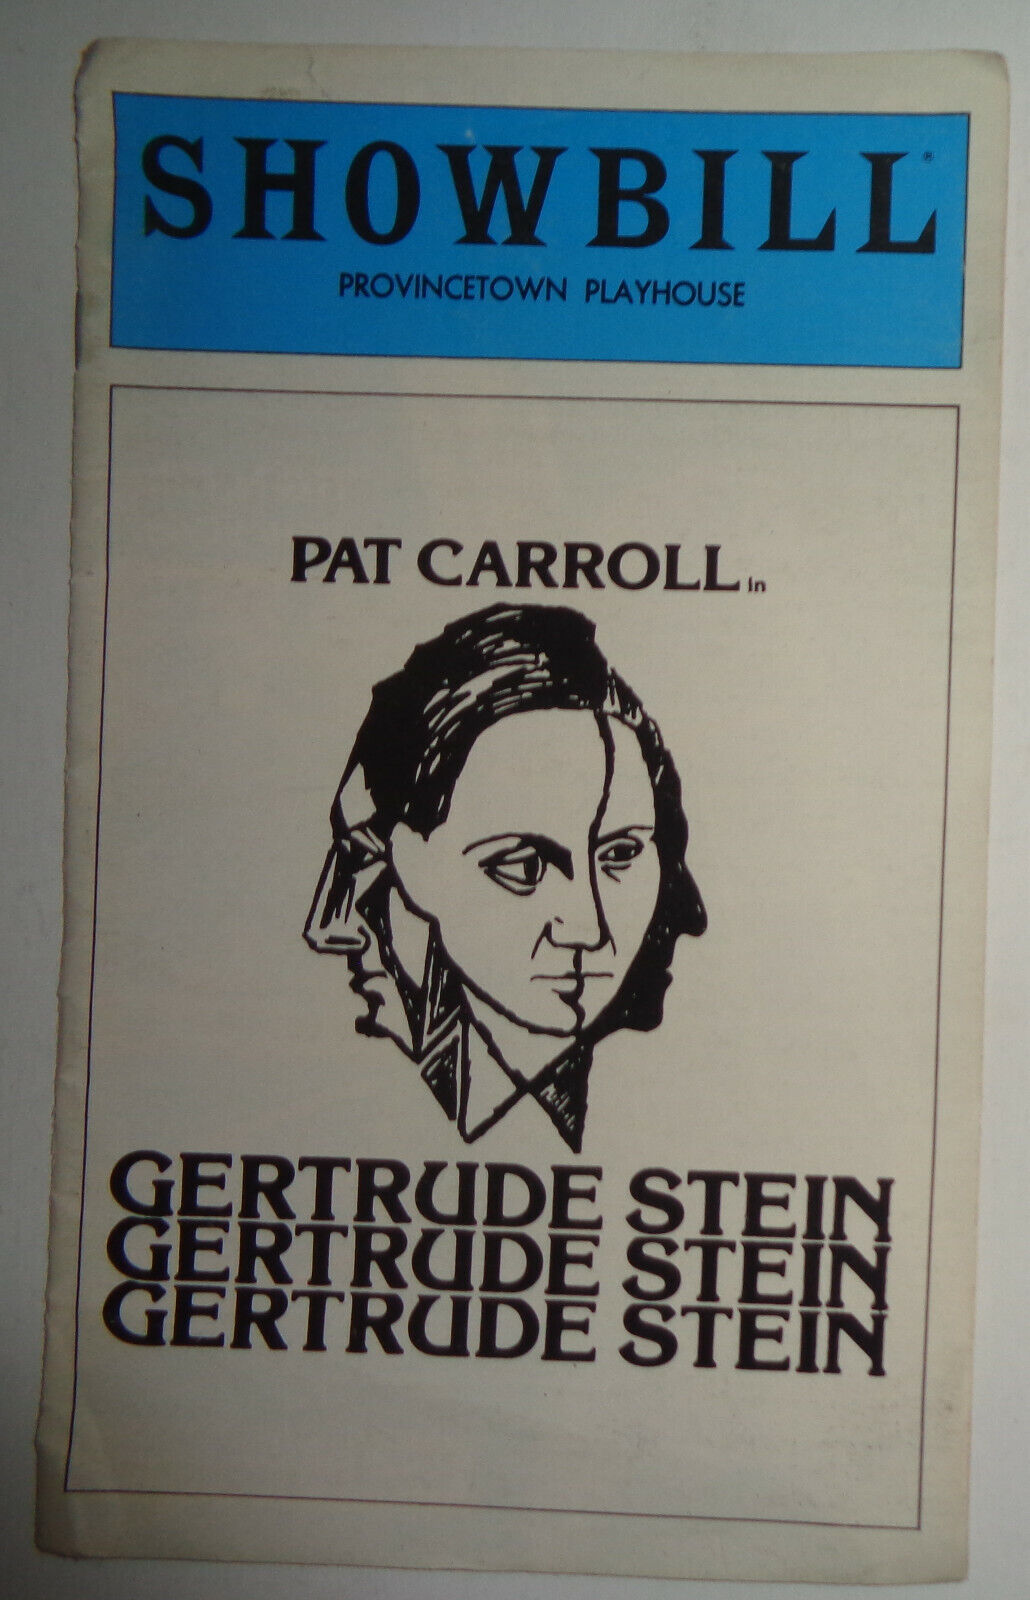 SHOWBILL®
PROVINCETOWN PLAYHOUSE
PAT CARROLL in
GERTRUDE STEIN
GERTRUDE STEIN
GERTRUDE STEIN